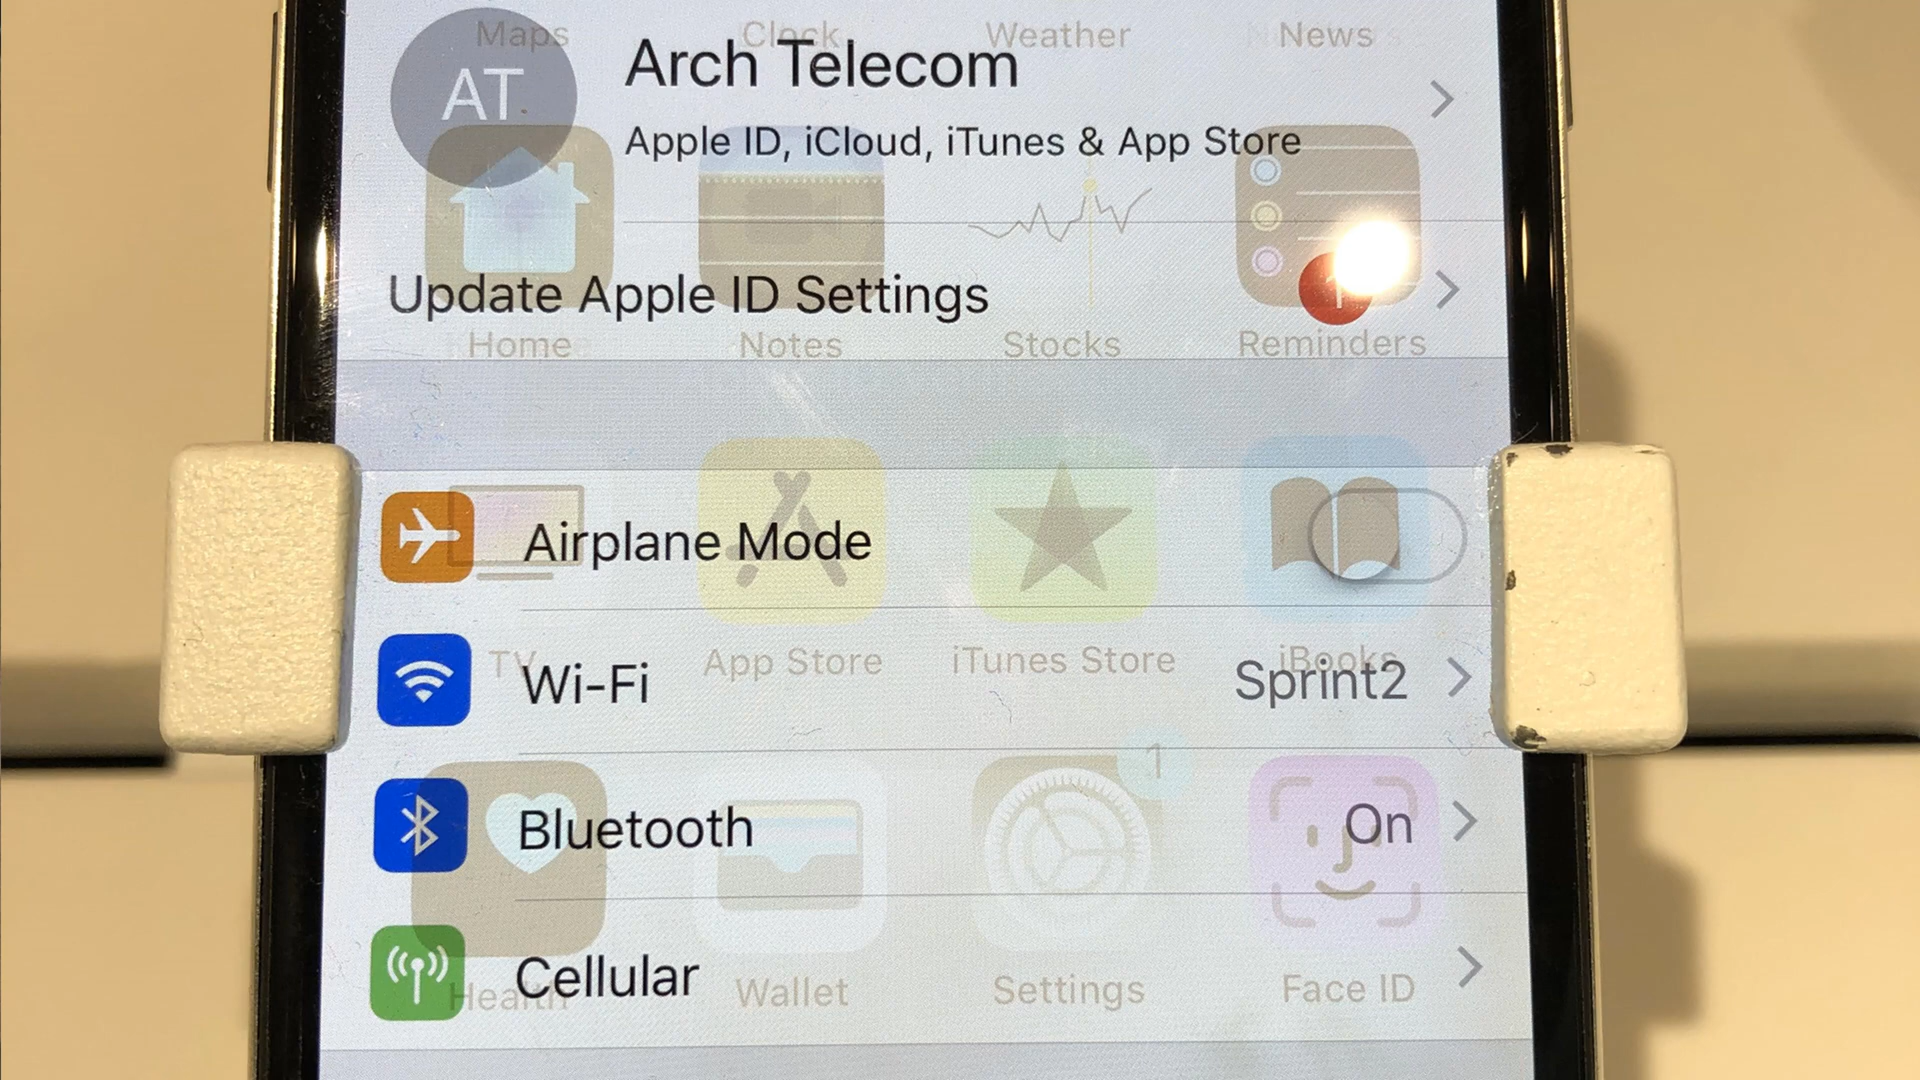 Maps Clock Weather News
AT
Arch Telecom
Apple ID, iCloud, iTunes & App Store
Update Apple ID Settings
1
Home Notes Stocks Reminders
Airplane Mode
TV App Store iTunes Store iBooks
Wi-Fi Sprint2
1
Bluetooth On
Cellular
Health Wallet Settings Face ID